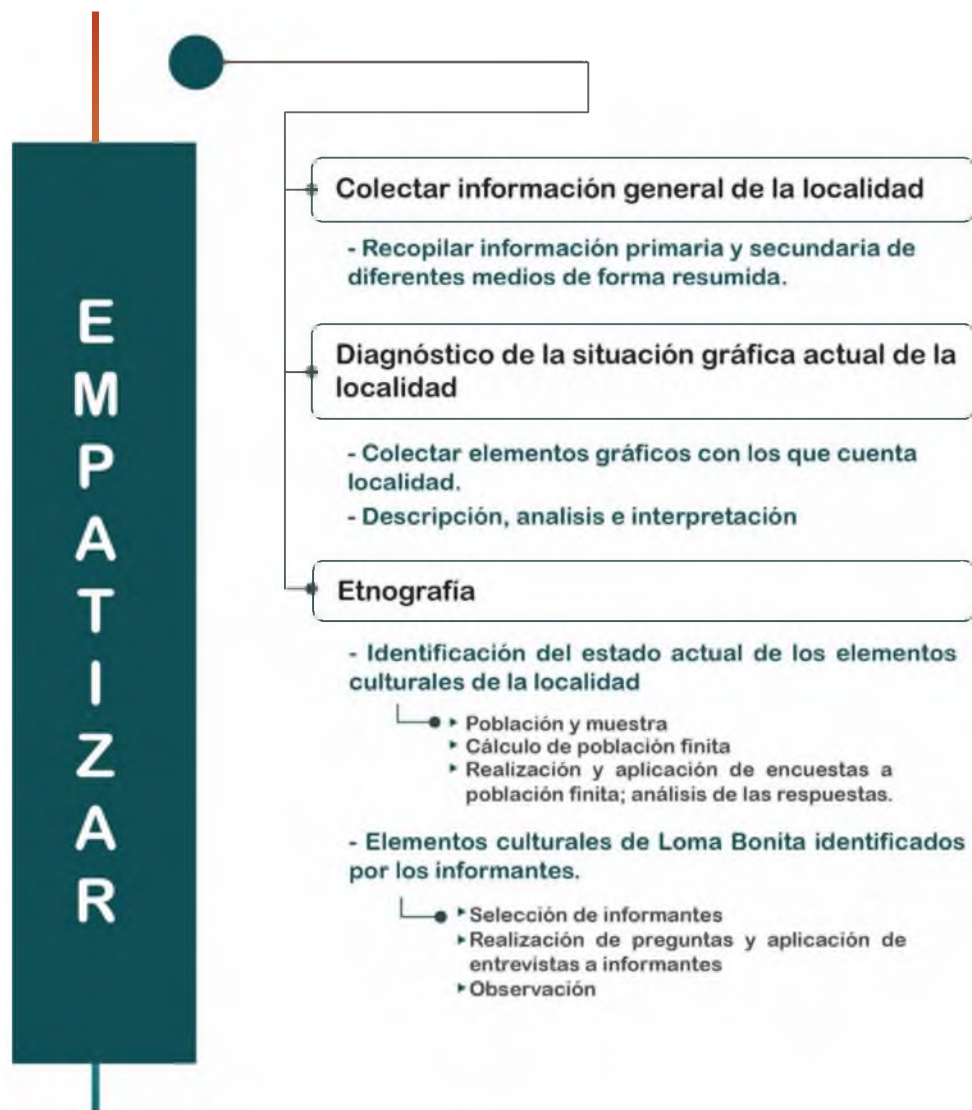 EMPATIZAR
Colectar información general de la localidad
- Recopilar información primaria y secundaria de
diferentes medios de forma resumida.
Diagnóstico de la situación gráfica actual de la
localidad
- Colectar elementos gráficos con los que cuenta
localidad.
- Descripción, analisis e interpretación
Etnografía
- Identificación del estado actual de los elementos
culturales de la localidad
Población y muestra
Cálculo de población finita
Realización y aplicación de encuestas a
población finita; análisis de las respuestas.
- Elementos culturales de Loma Bonita identificados
por los informantes.
Selección de informantes
Realización de preguntas y aplicación de
entrevistas a informantes
Observación